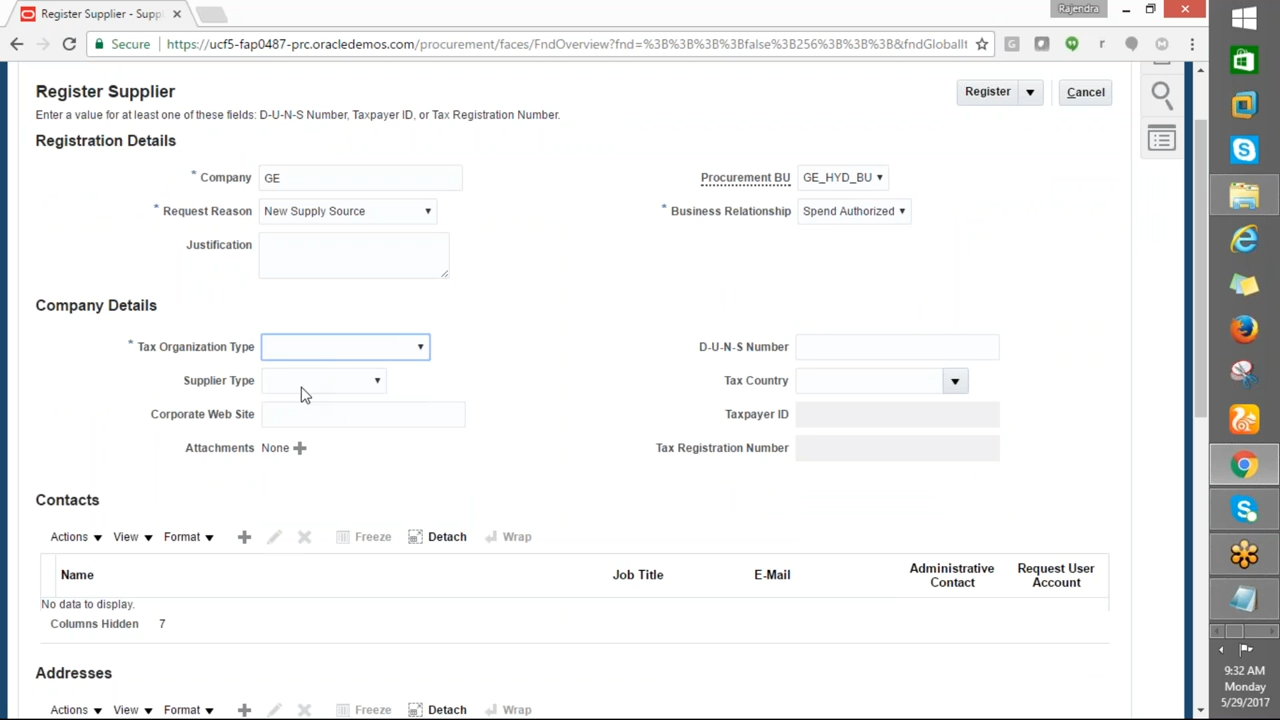 Register Supplier - Suppl
Rajendra
Secure https://ucf5-fap0487-prc.oracledemos.com/procurement/faces/FndOverview?fnd=%3B%3B%3B%3Bfalse%3B256%3B%3B%3B&fndGlobalIt
Register Supplier
Register
Cancel
Enter a value for at least one of these fields: D-U-N-S Number, Taxpayer ID, or Tax Registration Number.
Registration Details
* Company GE
Procurement BU GE_HYD_BU
* Request Reason New Supply Source
* Business Relationship Spend Authorized
Justification
Company Details
* Tax Organization Type
D-U-N-S Number
Supplier Type
Tax Country
Corporate Web Site
Taxpayer ID
Attachments None
Tax Registration Number
Contacts
Actions View Format Freeze Detach Wrap
Name Job Title E-Mail Administrative Contact Request User Account
No data to display.
Columns Hidden 7
Addresses
Actions View Format Freeze Detach Wrap
9:32 AM
Monday
5/29/2017